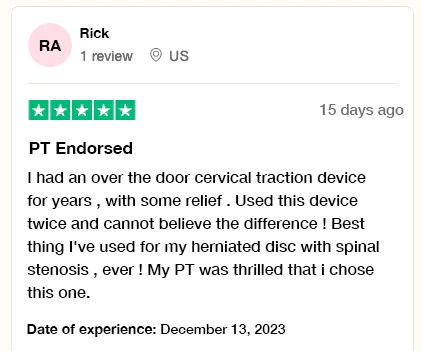 RA
Rick
1 review
US
15 days ago
PT Endorsed
I had an over the door cervical traction device
for years , with some relief . Used this device
twice and cannot believe the difference ! Best
thing I've used for my herniated disc with spinal
stenosis , ever ! My PT was thrilled that i chose
this one.
Date of experience: December 13, 2023